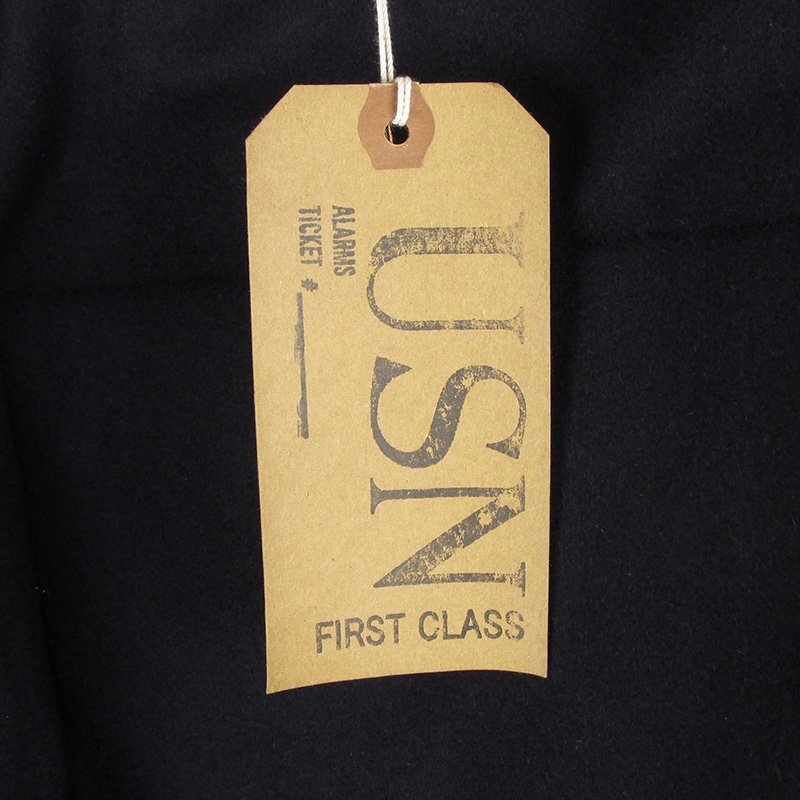 USN
ALARMS
TICKET #
FIRST CLASS